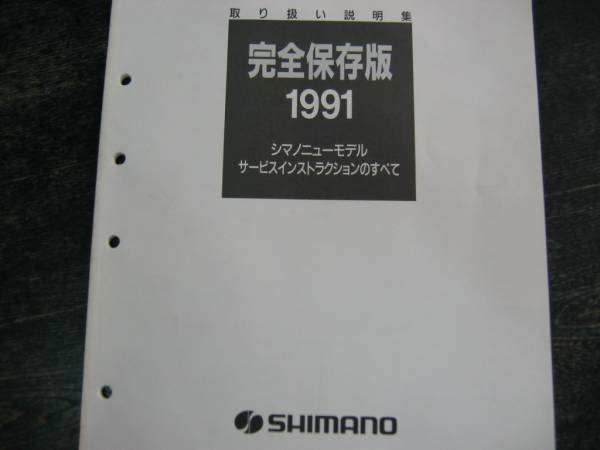 取り扱い説明集
完全保存版
1991
シマノニューモデル
サービスインストラクションのすべて
SHIMANO